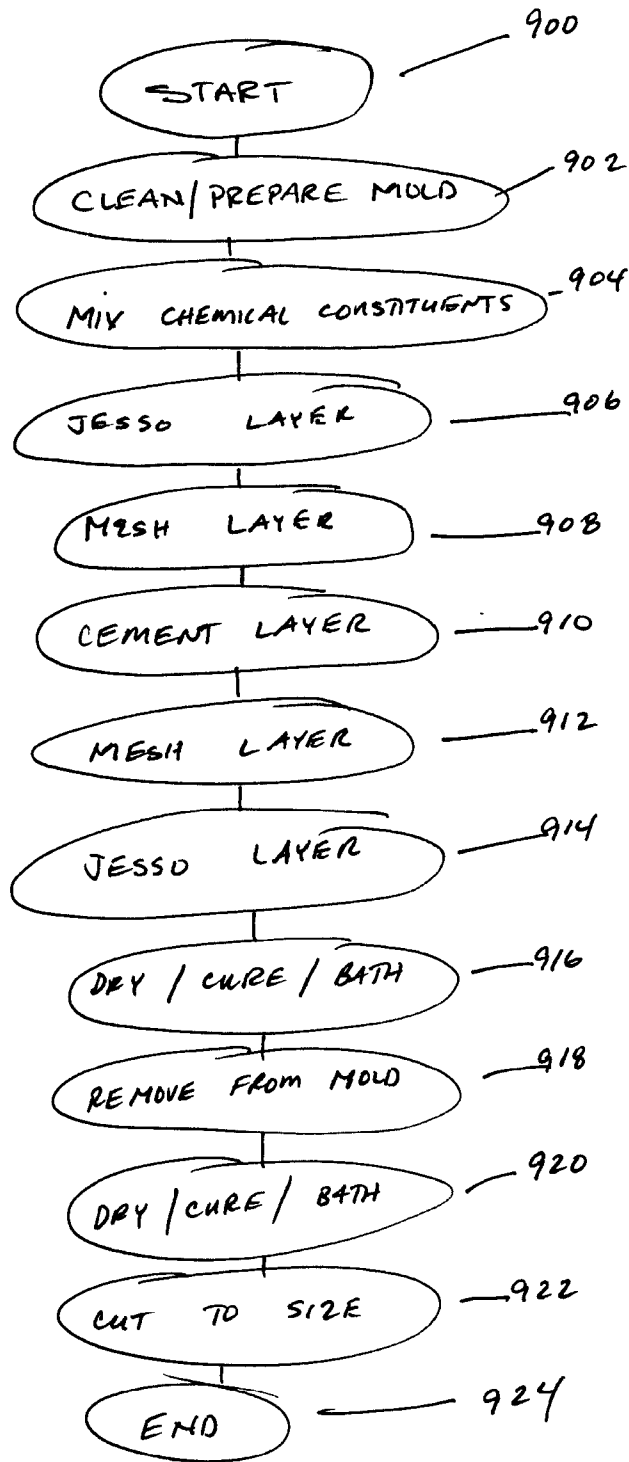 900
START
902
CLEAN/PREPARE MOLD
904
MIX CHEMICAL CONSTITUENTS
906
JESSO LAYER
MESH LAYER
908
CEMENT LAYER
910
912
MESH LAYER
914
JESSO LAYER
DRY / CURE / BATH
916
918
REMOVE FROM MOLD
920
DRY / CURE / BATH
CUT TO SIZE
922
924
END